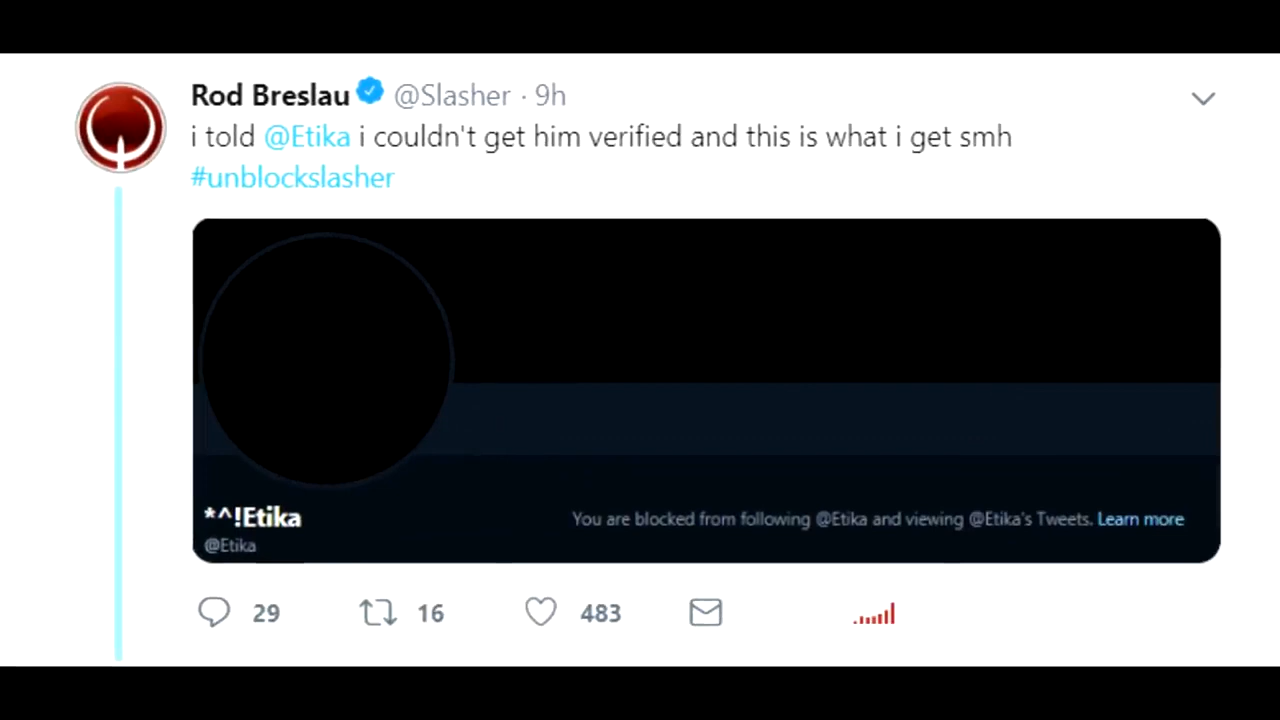 Rod Breslau @Slasher · 9h
i told @Etika i couldn't get him verified and this is what i get smh
#unblockslasher
*^!Etika
You are blocked from following @Etika and viewing @Etika's Tweets. Learn more
@Etika
29 16 483